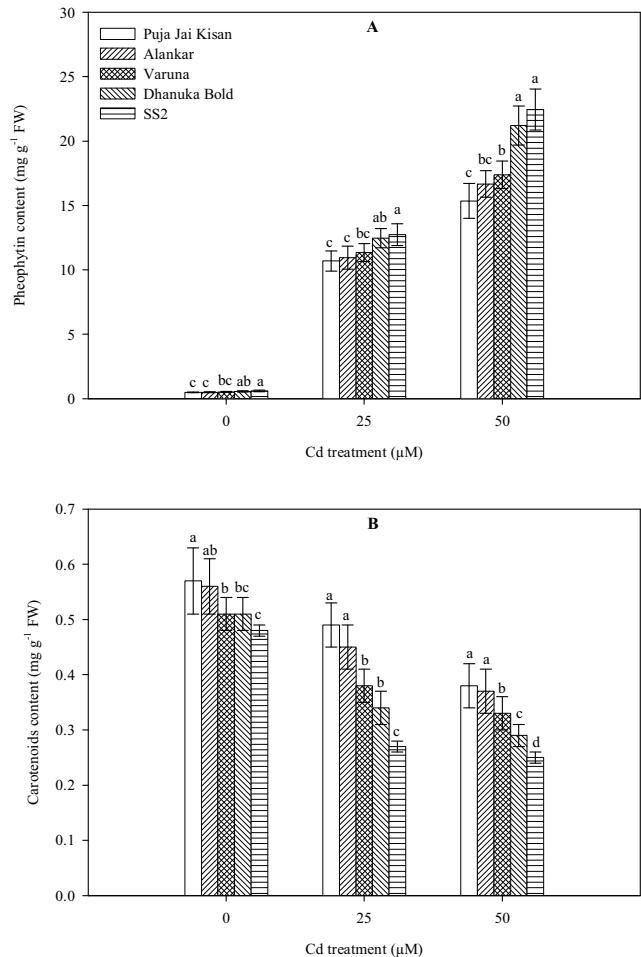 A
Puja Jai Kisan
Alankar
Varuna
Dhanuka Bold
SS2
Pheophytin content (mg g⁻¹ FW)
30
25
20
15
10
5
0
c c bc ab a
c c bc ab a
c bc b a a
0 25 50
Cd treatment (µM)
B
Carotenoids content (mg g⁻¹ FW)
0.7
0.6
0.5
0.4
0.3
0.2
0.1
0.0
a ab b bc c
a a b b c
a a b c d
0 25 50
Cd treatment (µM)